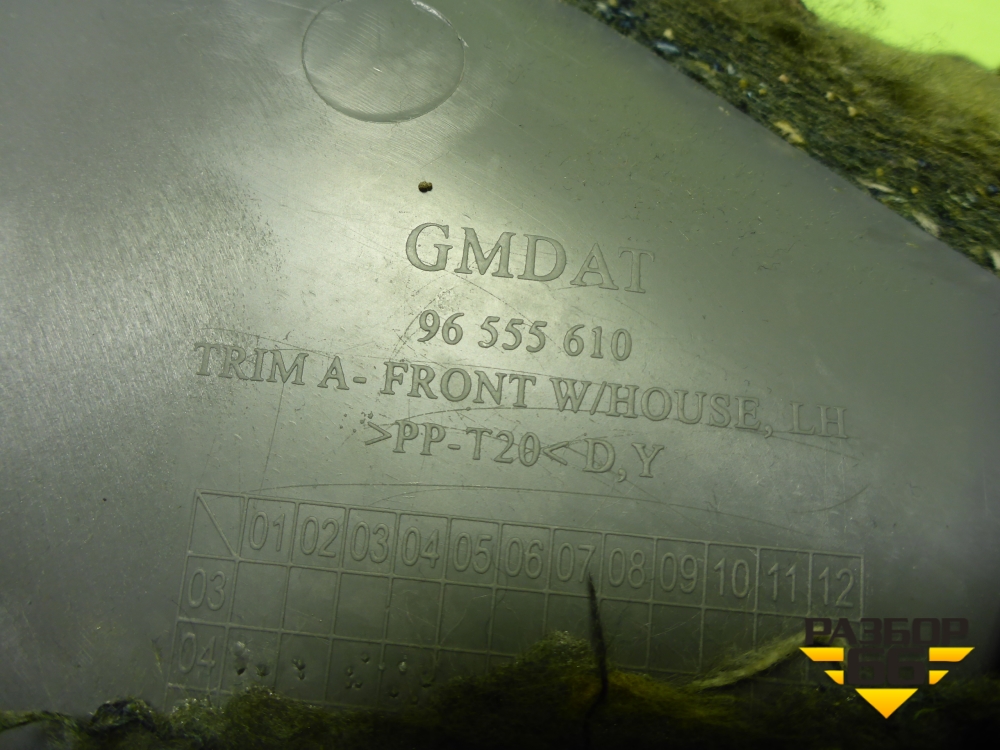 GMDAT
96 555 610
TRIM A- FRONT W/HOUSE, LH
>PP-T20< D,Y
01 02 03 04 05 06 07 08 09 10 11 12
03
04
РАЗБОР
66